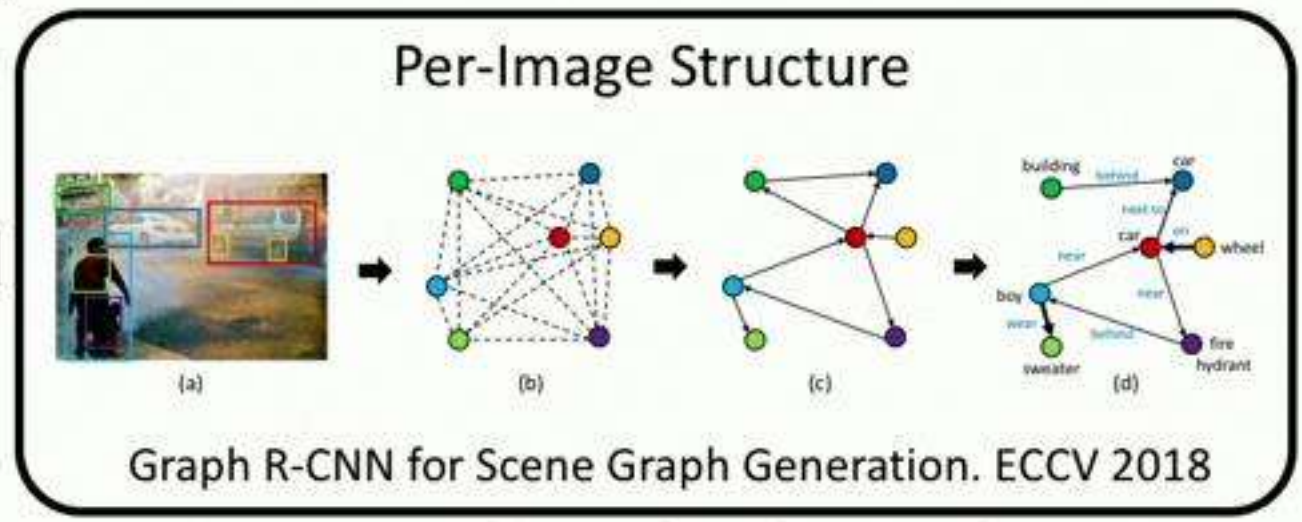 Per-Image Structure
building
behind
car
next to
car
on
wheel
near
boy
near
wear
behind
fire
hydrant
sweater
(a)
(b)
(c)
(d)
Graph R-CNN for Scene Graph Generation. ECCV 2018